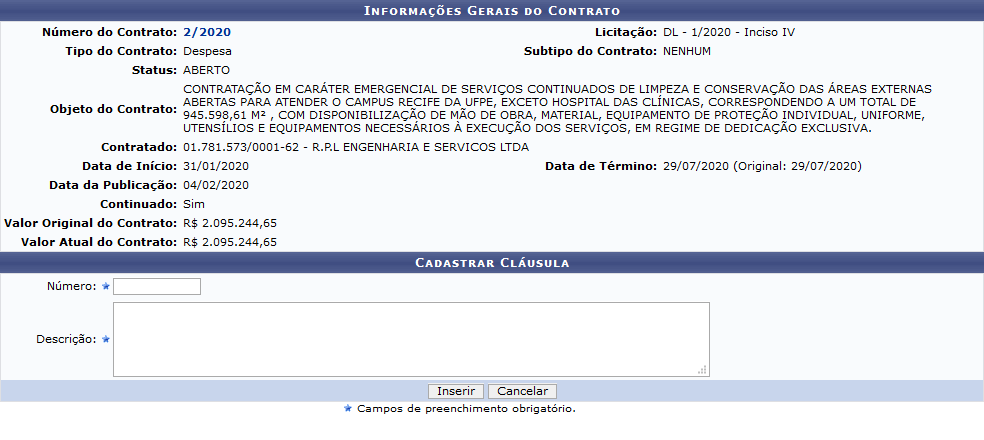 Informações Gerais do Contrato
Número do Contrato: 2/2020 Licitação: DL - 1/2020 - Inciso IV
Tipo do Contrato: Despesa Subtipo do Contrato: NENHUM
Status: ABERTO
Objeto do Contrato: CONTRATAÇÃO EM CARÁTER EMERGENCIAL DE SERVIÇOS CONTINUADOS DE LIMPEZA E CONSERVAÇÃO DAS ÁREAS EXTERNAS
ABERTAS PARA ATENDER O CAMPUS RECIFE DA UFPE, EXCETO HOSPITAL DAS CLÍNICAS, CORRESPONDENDO A UM TOTAL DE
945.598,61 M² , COM DISPONIBILIZAÇÃO DE MÃO DE OBRA, MATERIAL, EQUIPAMENTO DE PROTEÇÃO INDIVIDUAL, UNIFORME,
UTENSÍLIOS E EQUIPAMENTOS NECESSÁRIOS À EXECUÇÃO DOS SERVIÇOS, EM REGIME DE DEDICAÇÃO EXCLUSIVA.
Contratado: 01.781.573/0001-62 - R.P.L ENGENHARIA E SERVICOS LTDA
Data de Início: 31/01/2020 Data de Término: 29/07/2020 (Original: 29/07/2020)
Data da Publicação: 04/02/2020
Continuado: Sim
Valor Original do Contrato: R$ 2.095.244,65
Valor Atual do Contrato: R$ 2.095.244,65
Cadastrar Cláusula
Número:
Descrição:
Inserir Cancelar
Campos de preenchimento obrigatório.